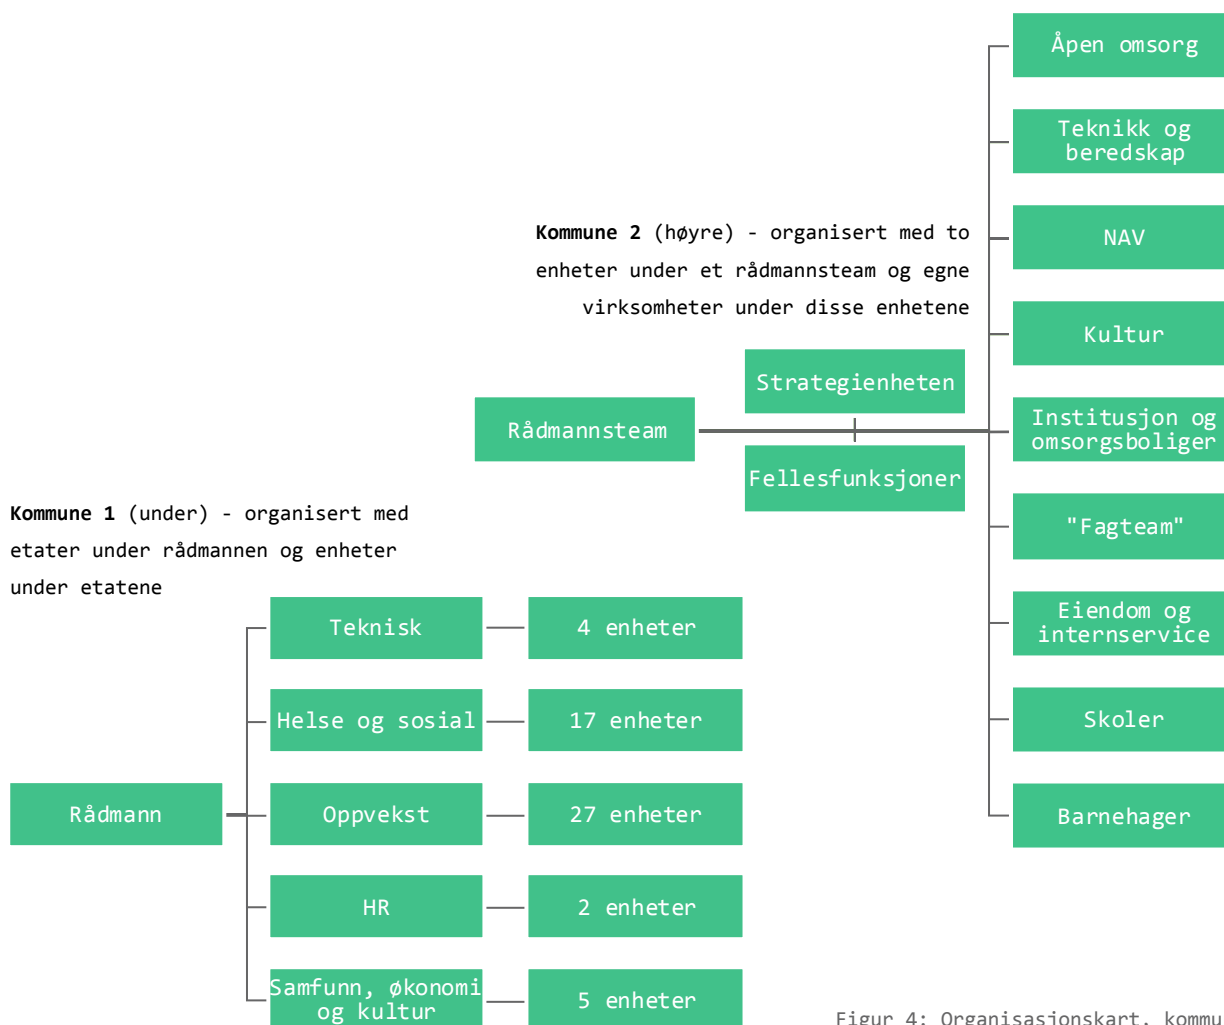 Åpen omsorg
Teknikk og
beredskap
NAV
Kultur
Institusjon og
omsorgsboliger
"Fagteam"
Eiendom og
internservice
Skoler
Barnehager
Kommune 2 (høyre) - organisert med to
enheter under et rådmannsteam og egne
virksomheter under disse enhetene
Strategienheten
Rådmannsteam
Fellesfunksjoner
Kommune 1 (under) - organisert med
etater under rådmannen og enheter
under etatene
Teknisk
4 enheter
Helse og sosial
17 enheter
Rådmann
Oppvekst
27 enheter
HR
2 enheter
Samfunn, økonomi
og kultur
5 enheter
Figur 4: Organisasjonskart, kommu